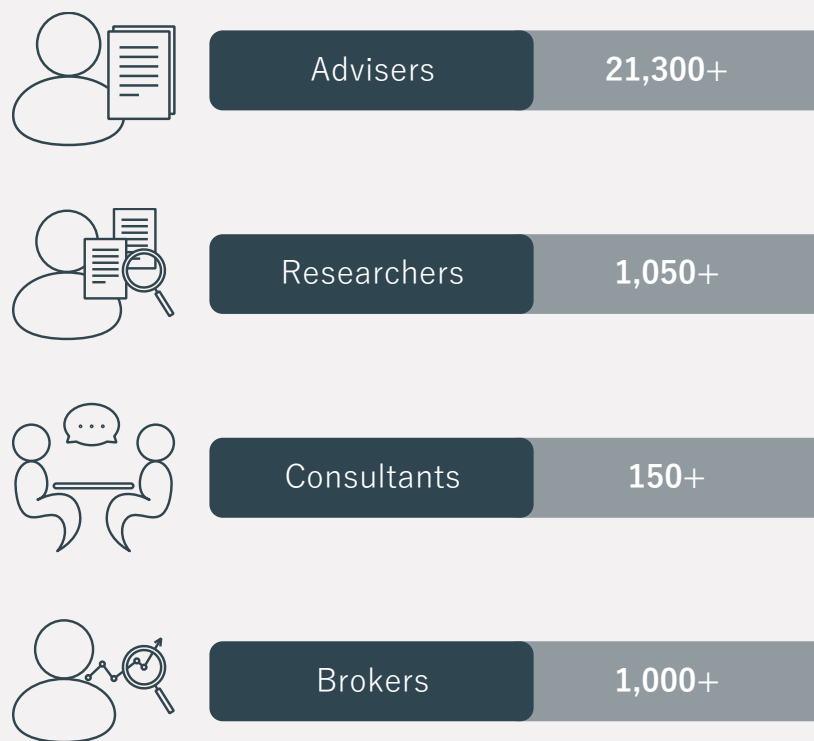 Advisers 21,300+
Researchers 1,050+
Consultants 150+
Brokers 1,000+